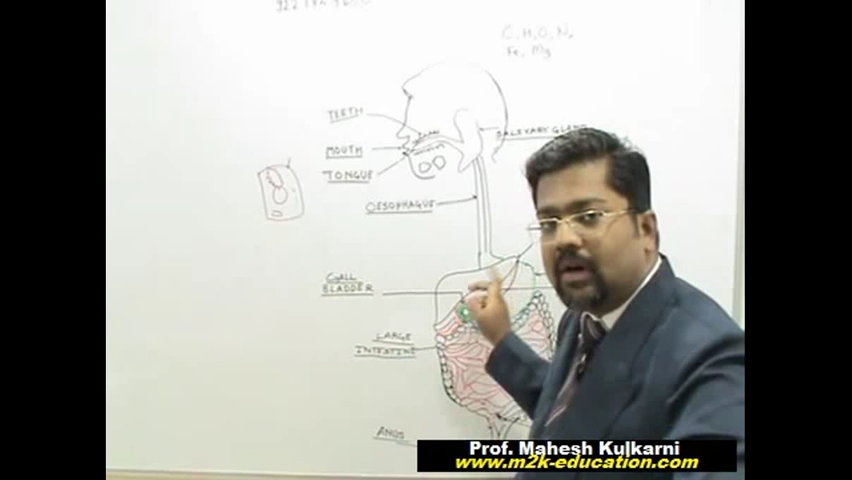 C, H, O, N,
Fe, Mg
TEETH
SALIVARY GLAND
MOUTH
TONGUE
OESOPHAGUE
GALL
BLADDER
LARGE
INTESTINE
ANUS
Prof. Mahesh Kulkarni
www.m2k-education.com